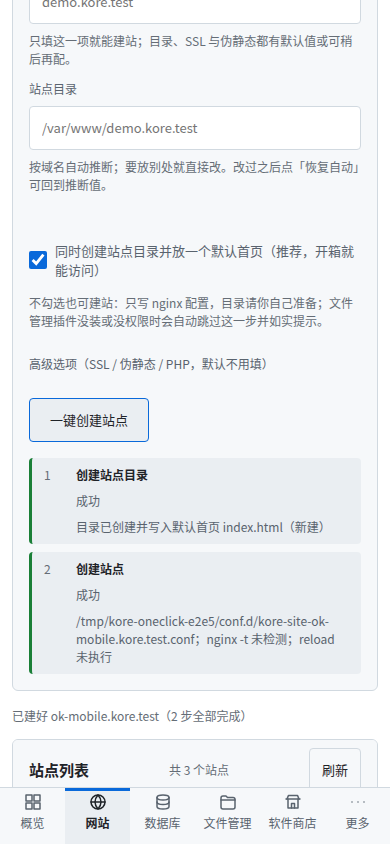 demo.kore.test
只填这一项就能建站；目录、SSL 与伪静态都有默认值或可稍
后再配。
站点目录
/var/www/demo.kore.test
按域名自动推断；要放别处就直接改。改过之后点「恢复自动」
可回到推断值。
同时创建站点目录并放一个默认首页（推荐，开箱就
能访问）
不勾选也可建站：只写 nginx 配置，目录请你自己准备；文件
管理插件没装或没权限时会自动跳过这一步并如实提示。
高级选项（SSL / 伪静态 / PHP，默认不用填）
一键创建站点
1 创建站点目录
成功
目录已创建并写入默认首页 index.html（新建）
2 创建站点
成功
/tmp/kore-oneclick-e2e5/conf.d/kore-site-ok-
mobile.kore.test.conf；nginx -t 未检测；reload
未执行
已建好 ok-mobile.kore.test（2 步全部完成）
站点列表 共 3 个站点 刷新
概览 网站 数据库 文件管理 软件商店 更多